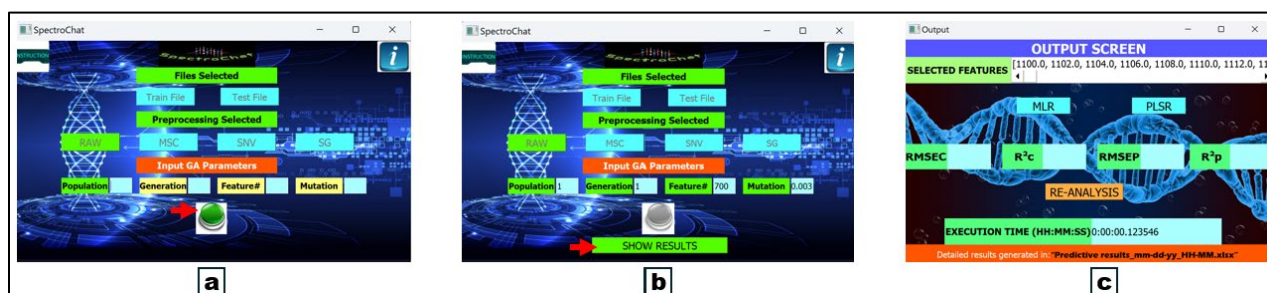 SpectroChat
INSTRUCTION
SpectroChat
i
Files Selected
Train File Test File
Preprocessing Selected
RAW MSC SNV SG
Input GA Parameters
Population Generation Feature# Mutation
a
SpectroChat
INSTRUCTION
SpectroChat
i
Files Selected
Train File Test File
Preprocessing Selected
RAW MSC SNV SG
Input GA Parameters
Population 1 Generation 1 Feature# 700 Mutation 0.003
SHOW RESULTS
b
Output
OUTPUT SCREEN
SELECTED FEATURES [1100.0, 1102.0, 1104.0, 1106.0, 1108.0, 1110.0, 1112.0, 11
MLR PLSR
RMSEC R²c RMSEP R²p
RE-ANALYSIS
EXECUTION TIME (HH:MM:SS) 0:00:00.123546
Detailed results generated in: "Predictive results_mm-dd-yy_HH-MM.xlsx"
c